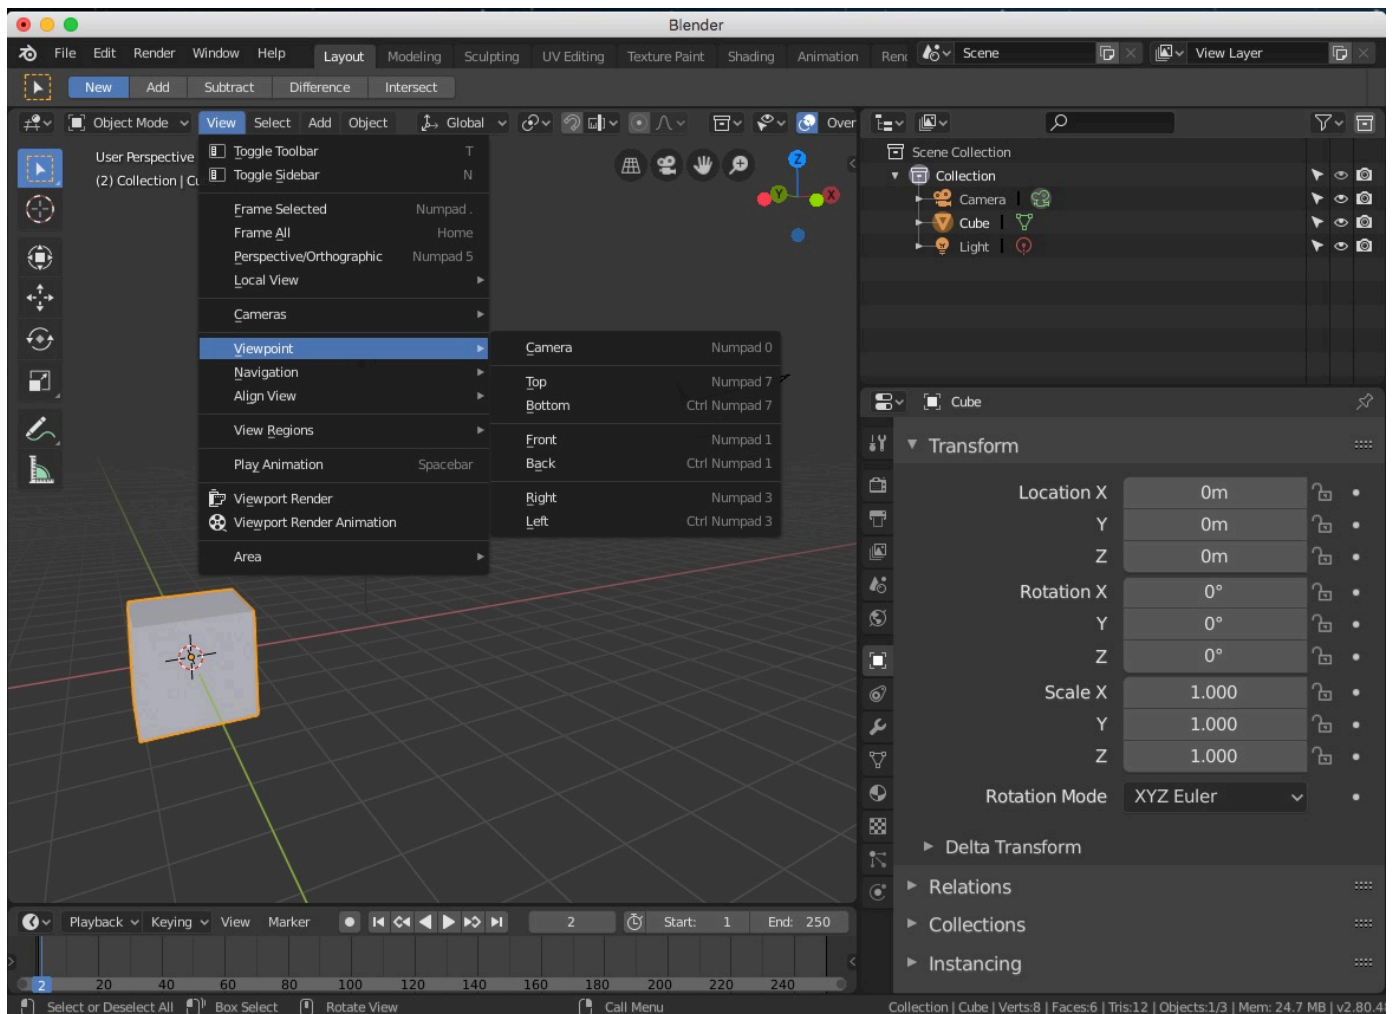 Blender
File Edit Render Window Help Layout Modeling Sculpting UV Editing Texture Paint Shading Animation Scene View Layer
New Add Subtract Difference Intersect
Object Mode View Select Add Object Global Over
User Perspective
(2) Collection |
Toggle Toolbar T
Toggle Sidebar N
Frame Selected Numpad .
Frame All Home
Perspective/Orthographic Numpad 5
Local View
Cameras
Viewpoint
Navigation
Align View
View Regions
Play Animation Spacebar
Viewport Render
Viewport Render Animation
Area
Camera Numpad 0
Top Numpad 7
Bottom Ctrl Numpad 7
Front Numpad 1
Back Ctrl Numpad 1
Right Numpad 3
Left Ctrl Numpad 3
Z
Y X
Scene Collection
Collection
Camera
Cube
Light
Cube
Transform
Location X 0m
Y 0m
Z 0m
Rotation X 0°
Y 0°
Z 0°
Scale X 1.000
Y 1.000
Z 1.000
Rotation Mode XYZ Euler
Delta Transform
Relations
Collections
Instancing
Playback Keying View Marker 2 Start: 1 End: 250
2 20 40 60 80 100 120 140 160 180 200 220 240
Select or Deselect All Box Select Rotate View Call Menu Collection | Cube | Verts:8 | Faces:6 | Tris:12 | Objects:1/3 | Mem: 24.7 MB |